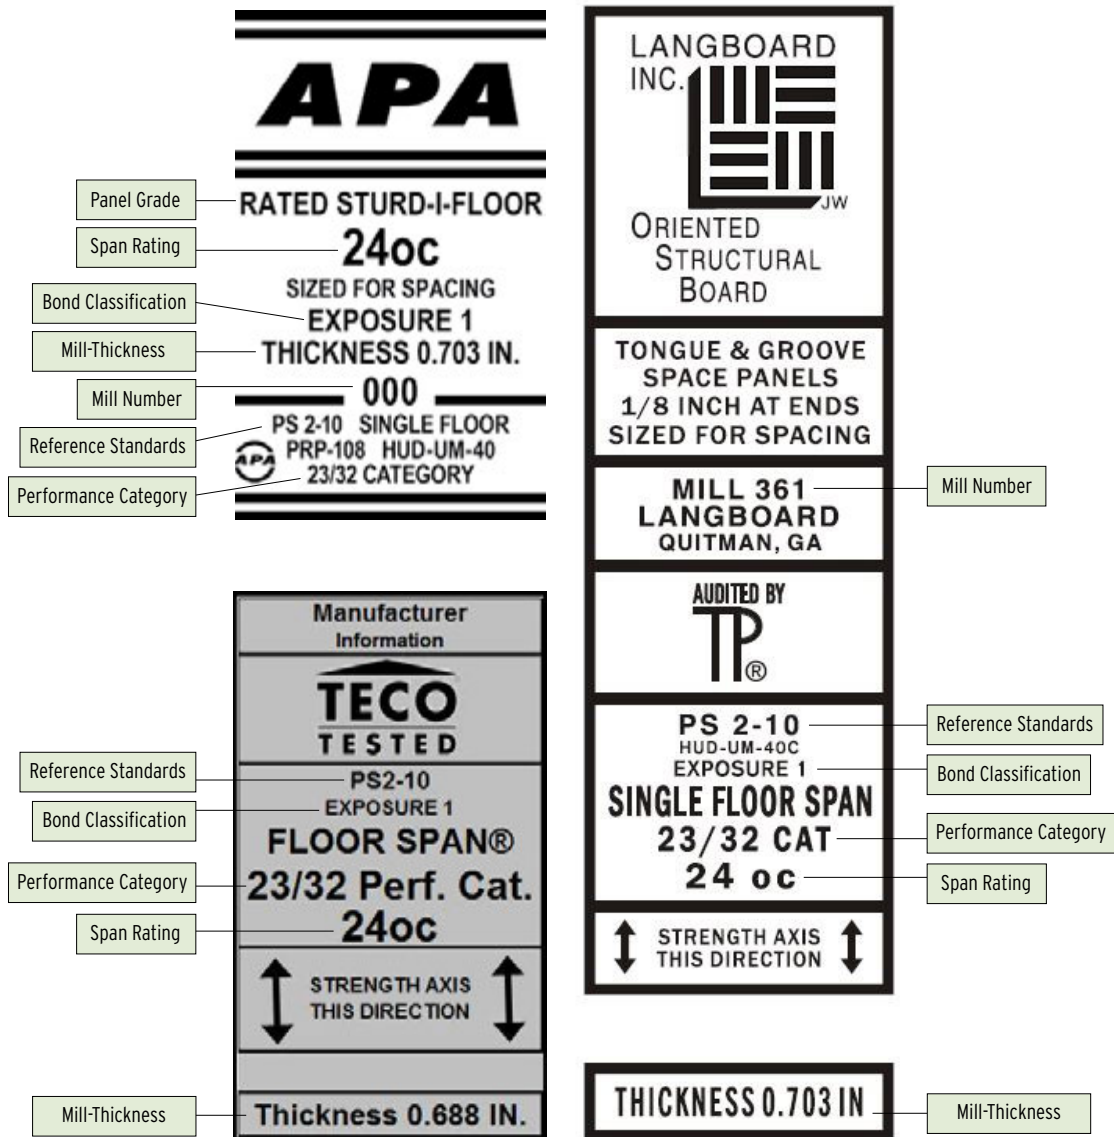 APA
Panel Grade
RATED STURD-I-FLOOR
Span Rating
24oc
SIZED FOR SPACING
Bond Classification
EXPOSURE 1
Mill-Thickness
THICKNESS 0.703 IN.
Mill Number
000
Reference Standards
PS 2-10 SINGLE FLOOR
APA
PRP-108 HUD-UM-40
Performance Category
23/32 CATEGORY
Manufacturer
Information
TECO
TESTED
Reference Standards
PS2-10
Bond Classification
EXPOSURE 1
FLOOR SPAN®
Performance Category
23/32 Perf. Cat.
Span Rating
24oc
STRENGTH AXIS
THIS DIRECTION
Mill-Thickness
Thickness 0.688 IN.
LANGBOARD
INC.
JW
ORIENTED
STRUCTURAL
BOARD
TONGUE & GROOVE
SPACE PANELS
1/8 INCH AT ENDS
SIZED FOR SPACING
MILL 361
Mill Number
LANGBOARD
QUITMAN, GA
AUDITED BY
TP®
PS 2-10
Reference Standards
HUD-UM-40C
EXPOSURE 1
Bond Classification
SINGLE FLOOR SPAN
23/32 CAT
Performance Category
24 oc
Span Rating
STRENGTH AXIS
THIS DIRECTION
THICKNESS 0.703 IN
Mill-Thickness